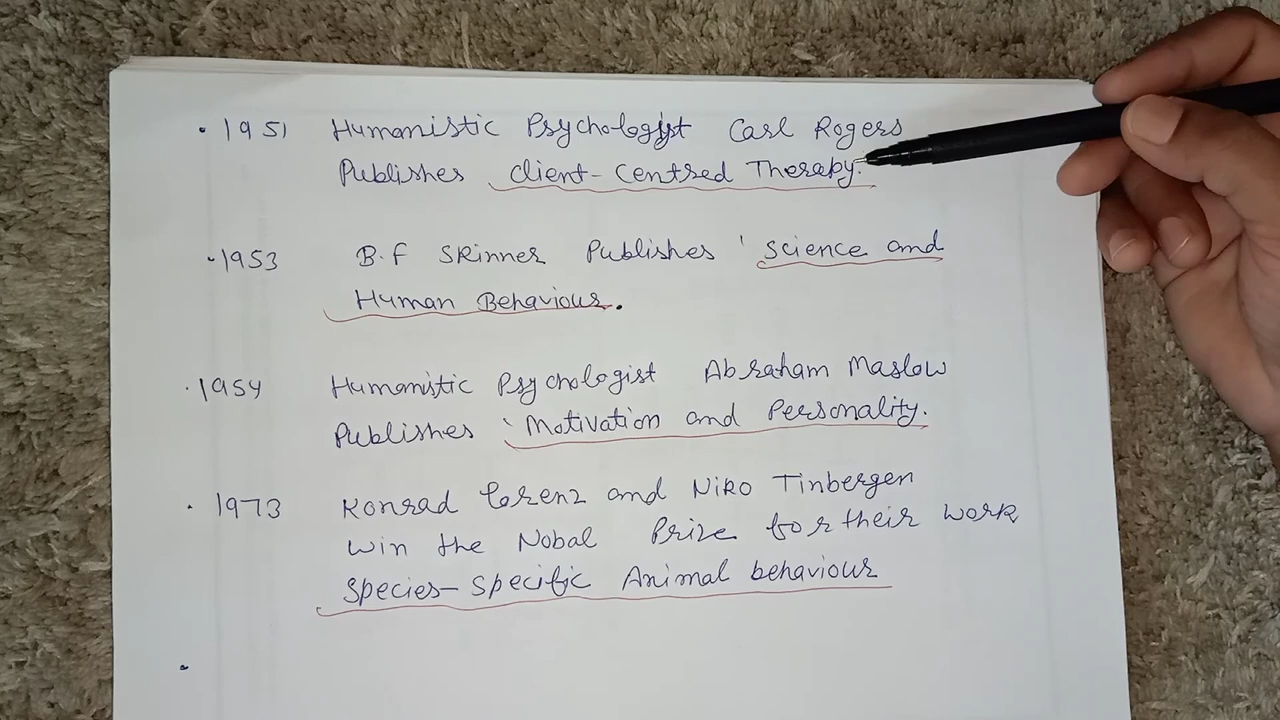 • 1951 Humanistic Psychologist Carl Rogers
Publishes Client-Centred Therapy.
• 1953 B.F Skinner Publishes 'Science and
Human Behaviour.
• 1954 Humanistic Psychologist Abraham Maslow
Publishes 'Motivation and Personality.
• 1973 Konrad Lorenz and Niko Tinbergen
win the Nobal Prize for their work
Species-Specific Animal behaviour
•